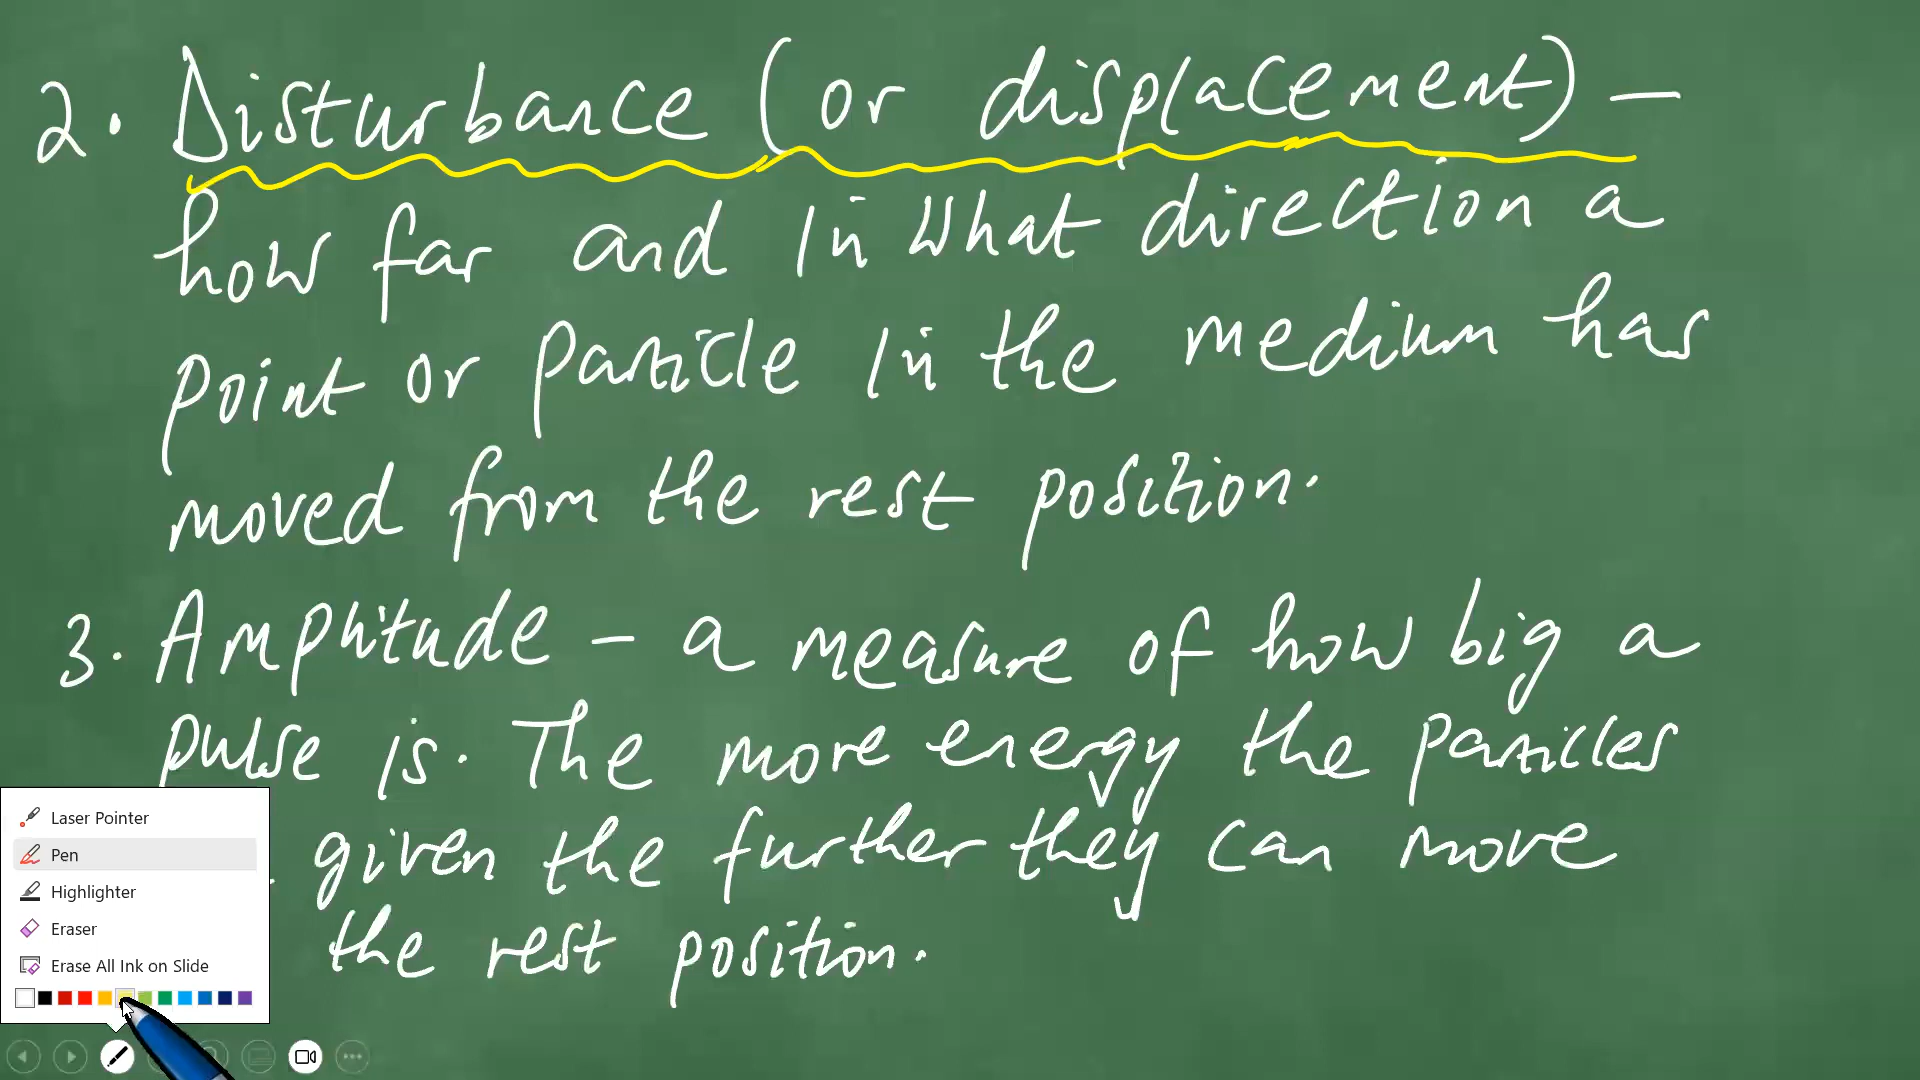 2. Disturbance (or displacement) –
how far and in what direction a
point or particle in the medium has
moved from the rest position.
3. Amplitude – a measure of how big a
pulse is. The more energy the particles
given the further they can move
the rest position.
Laser Pointer
Pen
Highlighter
Eraser
Erase All Ink on Slide